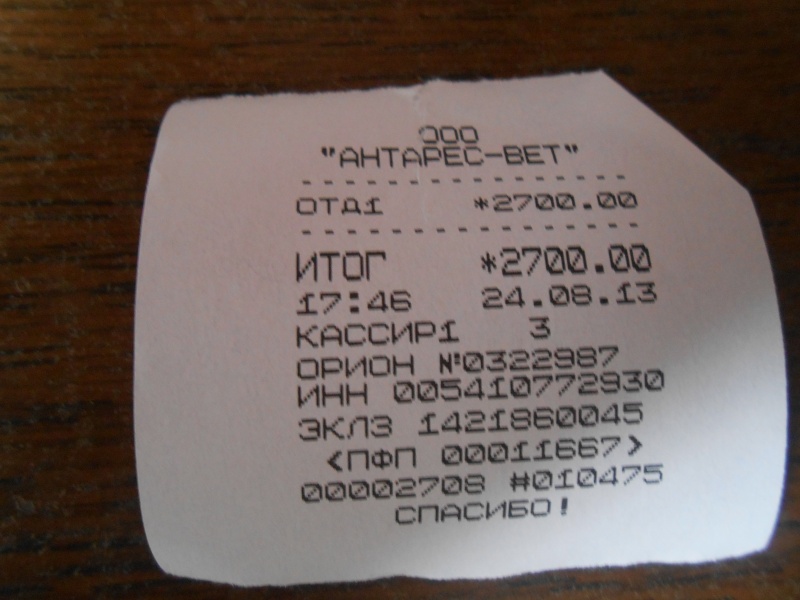 ООО
"АНТАРЕС-ВЕТ"
- - - - - - - - - - - - - - - -
ОТД1 *2700.00
- - - - - - - - - - - - - - - -
ИТОГ *2700.00
17:46 24.08.13
КАССИР1 3
ОРИОН №0322987
ИНН 005410772930
ЭКЛЗ 1421860045
<ПФП 00011667>
00002708 #010475
СПАСИБО!